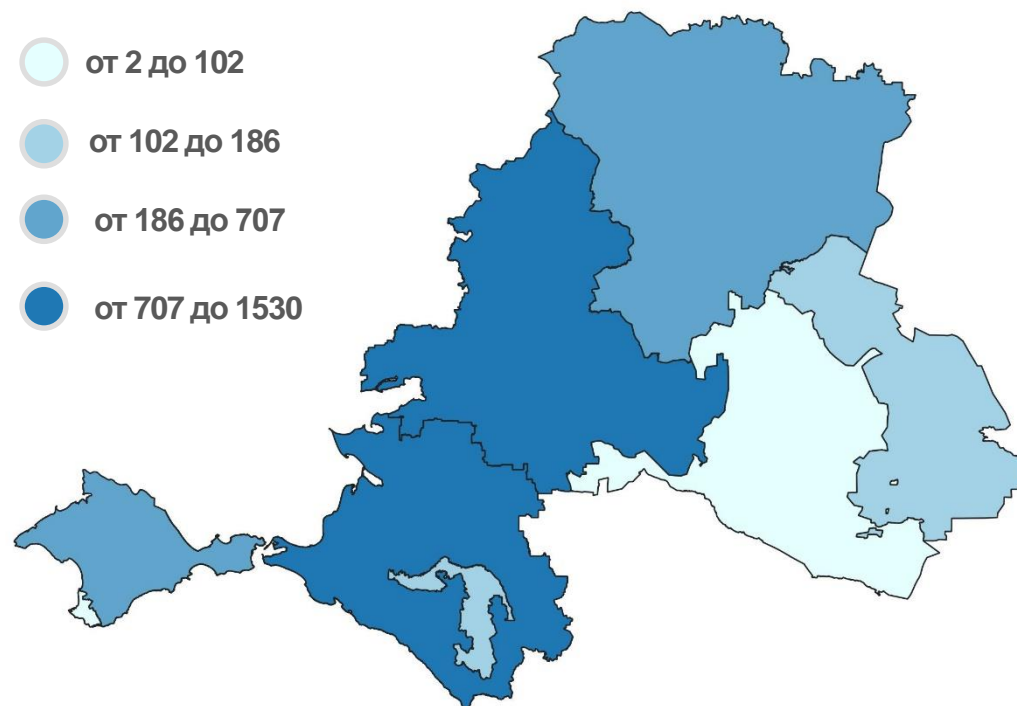 от 2 до 102
от 102 до 186
от 186 до 707
от 707 до 1530